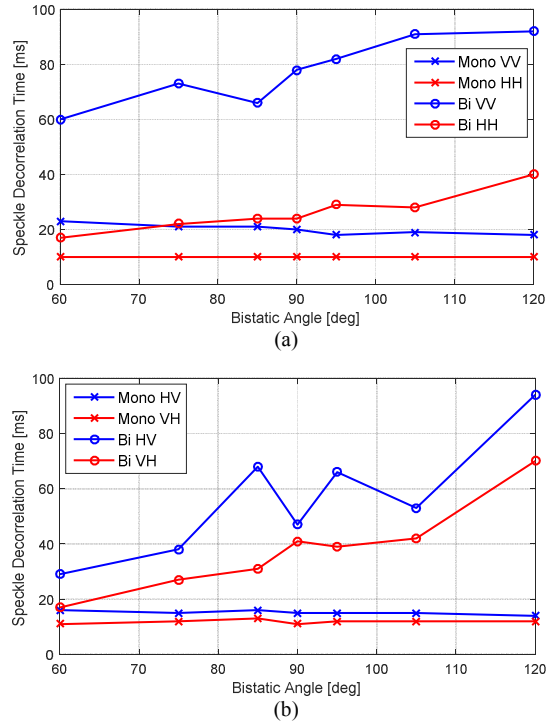 100
80
60
40
20
0
Speckle Decorrelation Time [ms]
Mono VV
Mono HH
Bi VV
Bi HH
60 70 80 90 100 110 120
Bistatic Angle [deg]
(a)
100
80
60
40
20
0
Speckle Decorrelation Time [ms]
Mono HV
Mono VH
Bi HV
Bi VH
60 70 80 90 100 110 120
Bistatic Angle [deg]
(b)